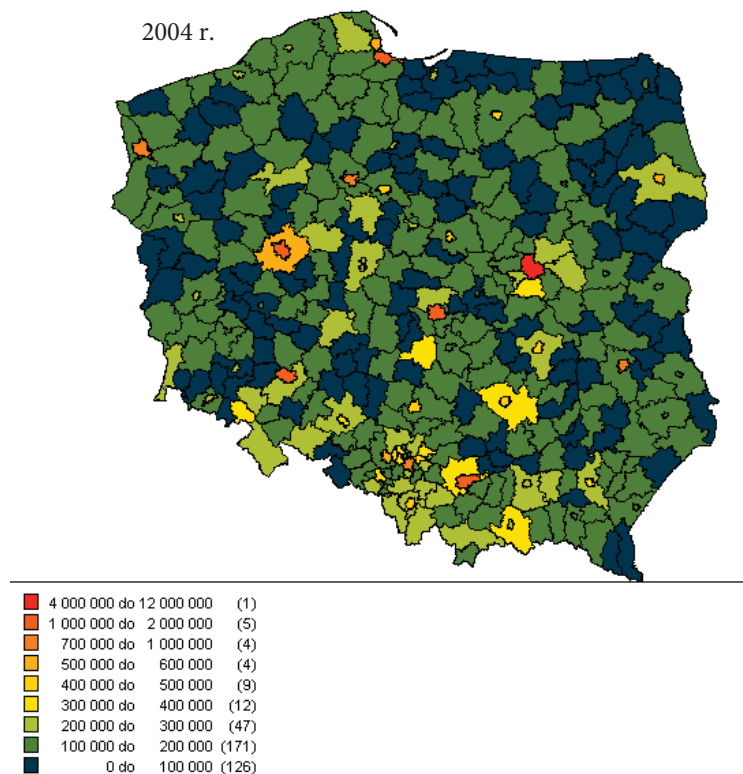 2004 r.
4 000 000 do 12 000 000 (1)
1 000 000 do 2 000 000 (5)
700 000 do 1 000 000 (4)
500 000 do 600 000 (4)
400 000 do 500 000 (9)
300 000 do 400 000 (12)
200 000 do 300 000 (47)
100 000 do 200 000 (171)
0 do 100 000 (126)